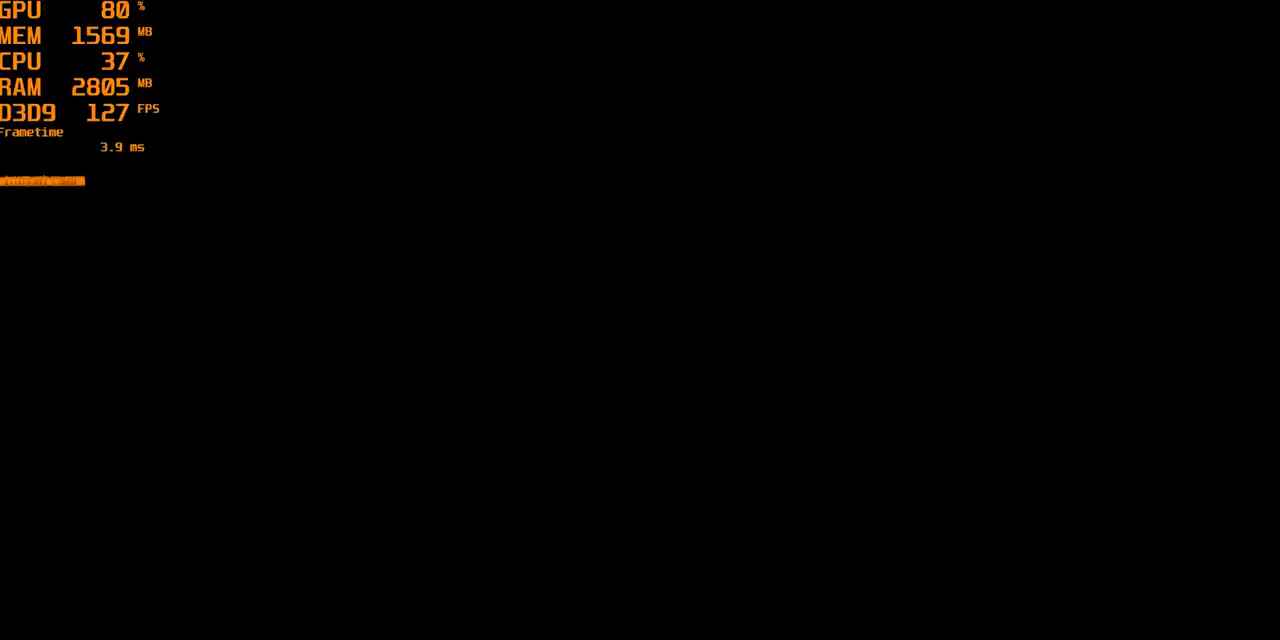 GPU 80 %
MEM 1569 MB
CPU 37 %
RAM 2805 MB
D3D9 127 FPS
Frametime
3.9 ms